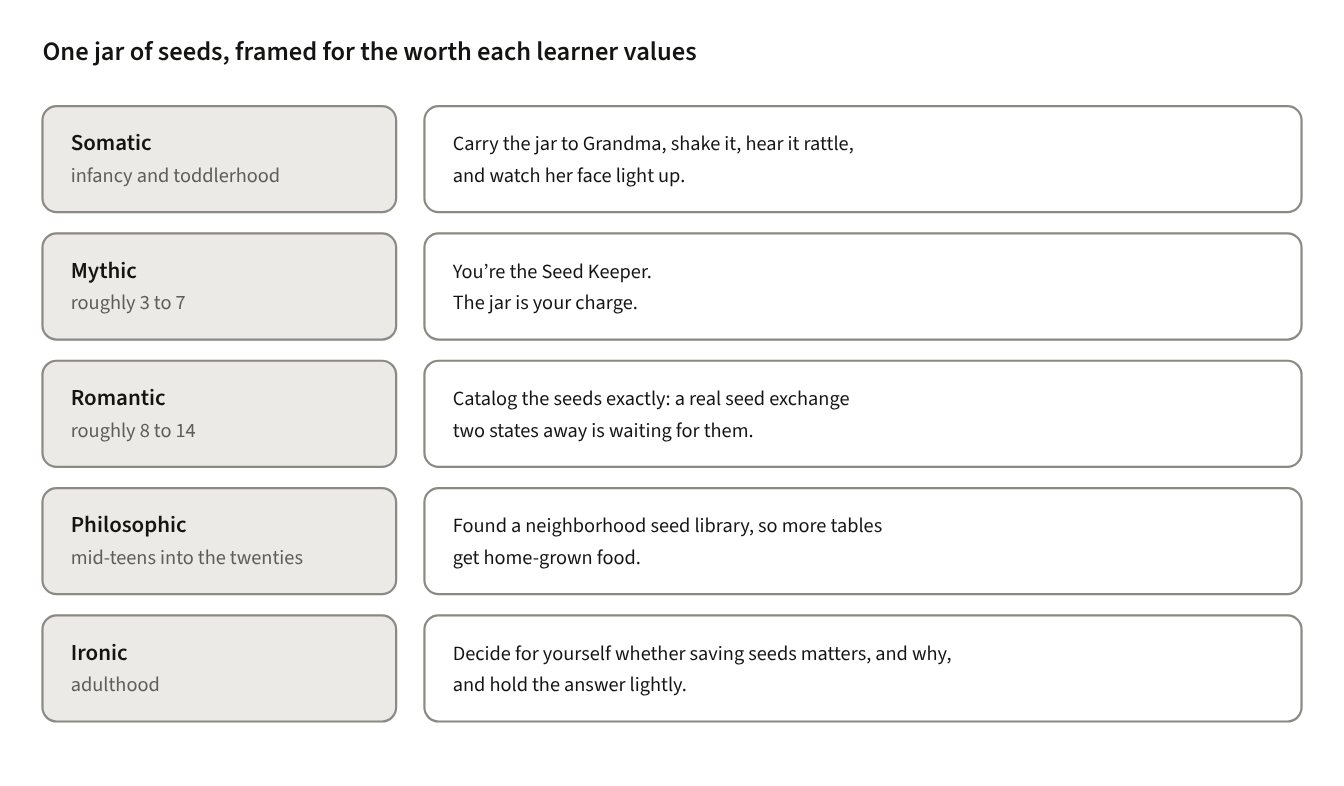 One jar of seeds, framed for the worth each learner values
Somatic
infancy and toddlerhood
Carry the jar to Grandma, shake it, hear it rattle,
and watch her face light up.
Mythic
roughly 3 to 7
You’re the Seed Keeper.
The jar is your charge.
Romantic
roughly 8 to 14
Catalog the seeds exactly: a real seed exchange
two states away is waiting for them.
Philosophic
mid-teens into the twenties
Found a neighborhood seed library, so more tables
get home-grown food.
Ironic
adulthood
Decide for yourself whether saving seeds matters, and why,
and hold the answer lightly.